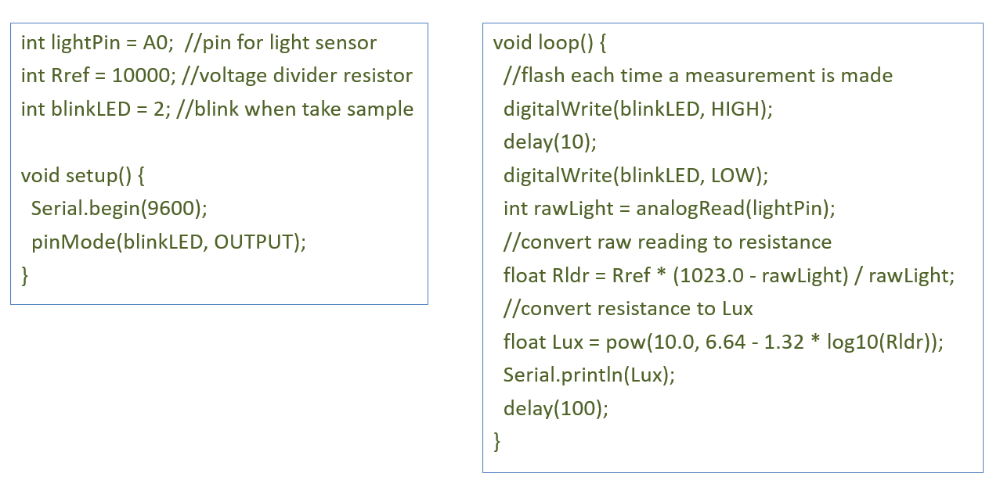 int lightPin = A0;  //pin for light sensor
int Rref = 10000; //voltage divider resistor
int blinkLED = 2; //blink when take sample

void setup() {
  Serial.begin(9600);
  pinMode(blinkLED, OUTPUT);
}
void loop() {
  //flash each time a measurement is made
  digitalWrite(blinkLED, HIGH);
  delay(10);
  digitalWrite(blinkLED, LOW);
  int rawLight = analogRead(lightPin);
  //convert raw reading to resistance
  float Rldr = Rref * (1023.0 - rawLight) / rawLight;
  //convert resistance to Lux
  float Lux = pow(10.0, 6.64 - 1.32 * log10(Rldr));
  Serial.println(Lux);
  delay(100);
}